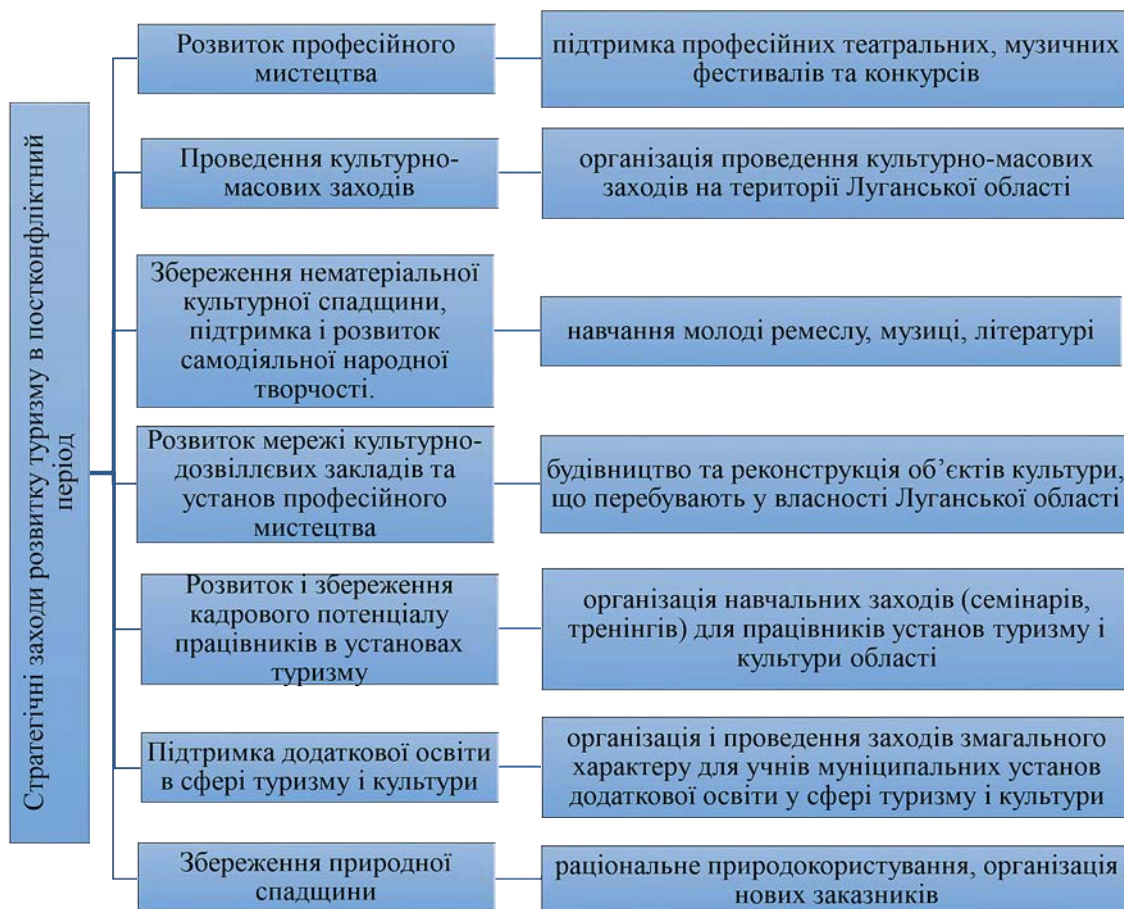 Стратегічні заходи розвитку туризму в постконфліктний
період
Розвиток професійного
мистецтва
підтримка професійних театральних, музичних
фестивалів та конкурсів
Проведення культурно-
масових заходів
організація проведення культурно-масових
заходів на території Луганської області
Збереження нематеріальної
культурної спадщини,
підтримка і розвиток
самодіяльної народної
творчості.
навчання молоді ремеслу, музиці, літературі
Розвиток мережі культурно-
дозвіллєвих закладів та
установ професійного
мистецтва
будівництво та реконструкція об’єктів культури,
що перебувають у власності Луганської області
Розвиток і збереження
кадрового потенціалу
працівників в установах
туризму
організація навчальних заходів (семінарів,
тренінгів) для працівників установ туризму і
культури області
Підтримка додаткової освіти
в сфері туризму і культури
організація і проведення заходів змагального
характеру для учнів муніципальних установ
додаткової освіти у сфері туризму і культури
Збереження природної
спадщини
раціональне природокористування, організація
нових заказників